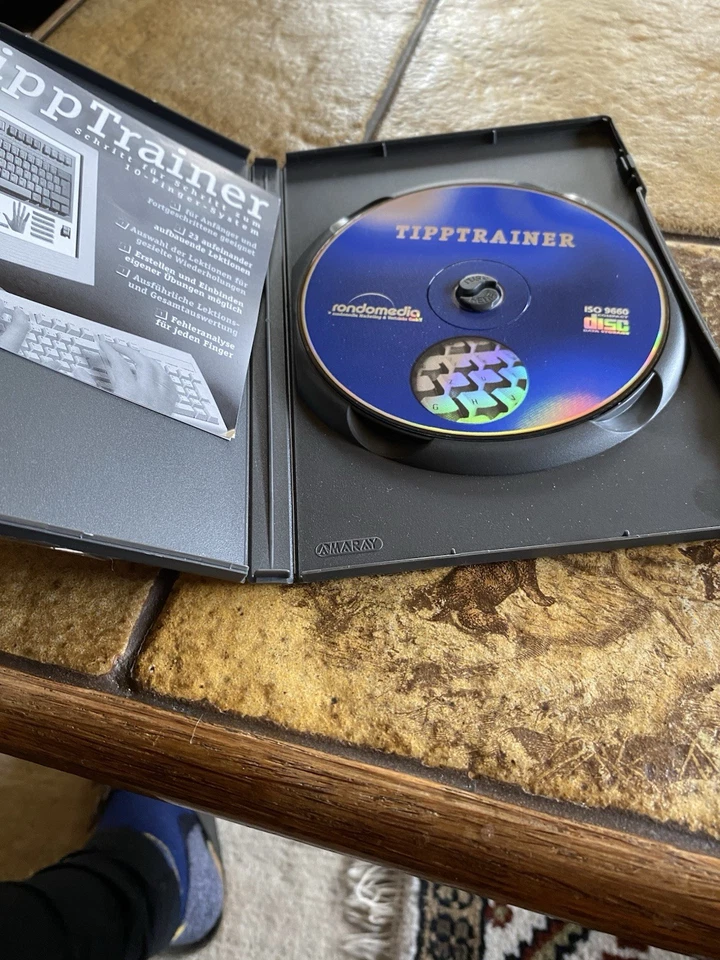 ippTrainer
Schritt für Schritt zum
10-Finger-System
für Anfänger und
Fortgeschrittene geeignet
23 aufeinander
aufbauende Lektionen
Auswahl der Lektionen für
gezielte Wiederholungen
Erstellen und Einbinden
eigener Übungen möglich
Ausführliche Lektions-
und Gesamtauswertung
Fehleranalyse
für jeden Finger
TIPPTRAINER
rondomedia
ISO 9660
disc
DATA STORAGE
G H J
AMARAY